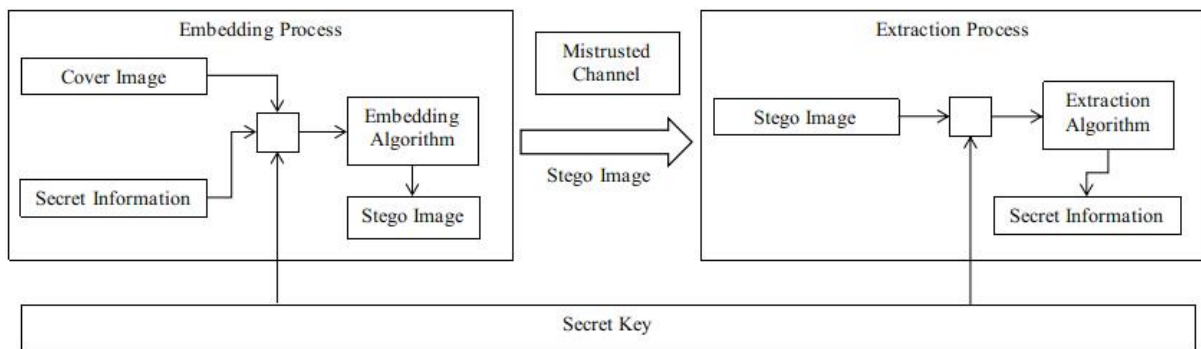 Embedding Process
Cover Image
Secret Information
Embedding
Algorithm
Stego Image
Mistrusted
Channel
Stego Image
Extraction Process
Stego Image
Extraction
Algorithm
Secret Information
Secret Key